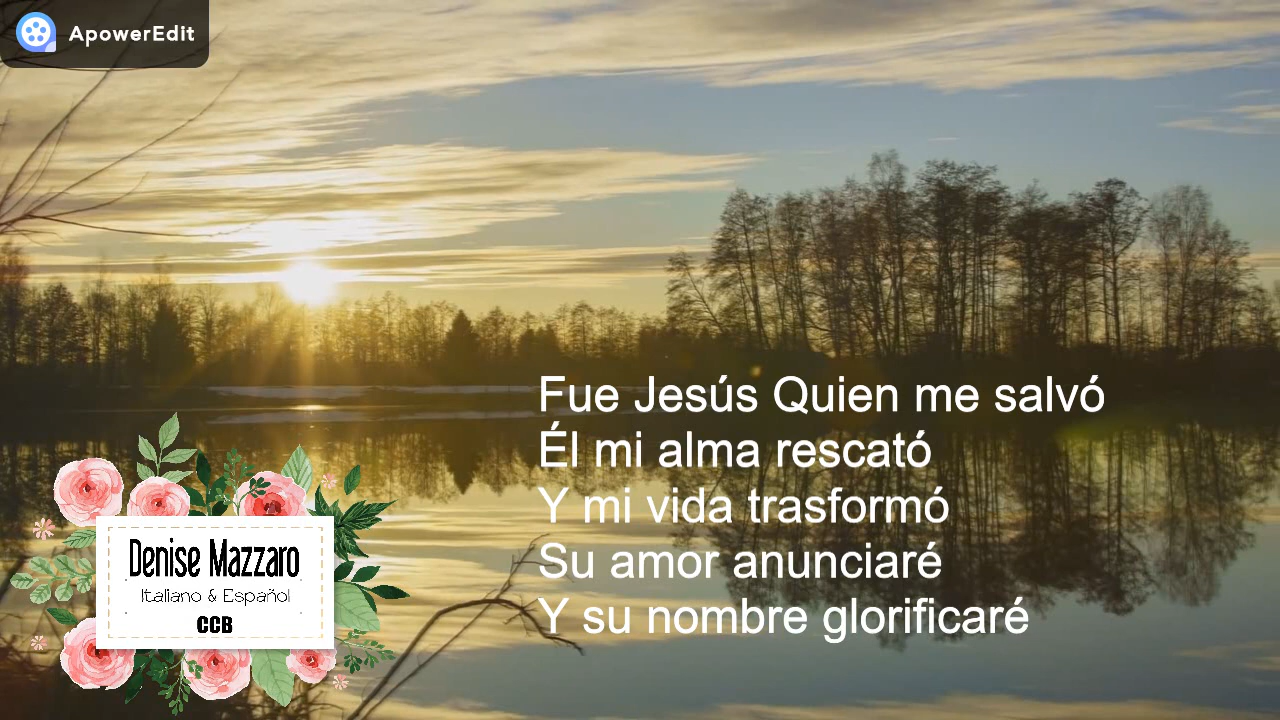 ApowerEdit
Fue Jesús Quien me salvó
Él mi alma rescató
Y mi vida trasformó
Su amor anunciaré
Y su nombre glorificaré
Denise Mazzaro
Italiano & Español
CCB